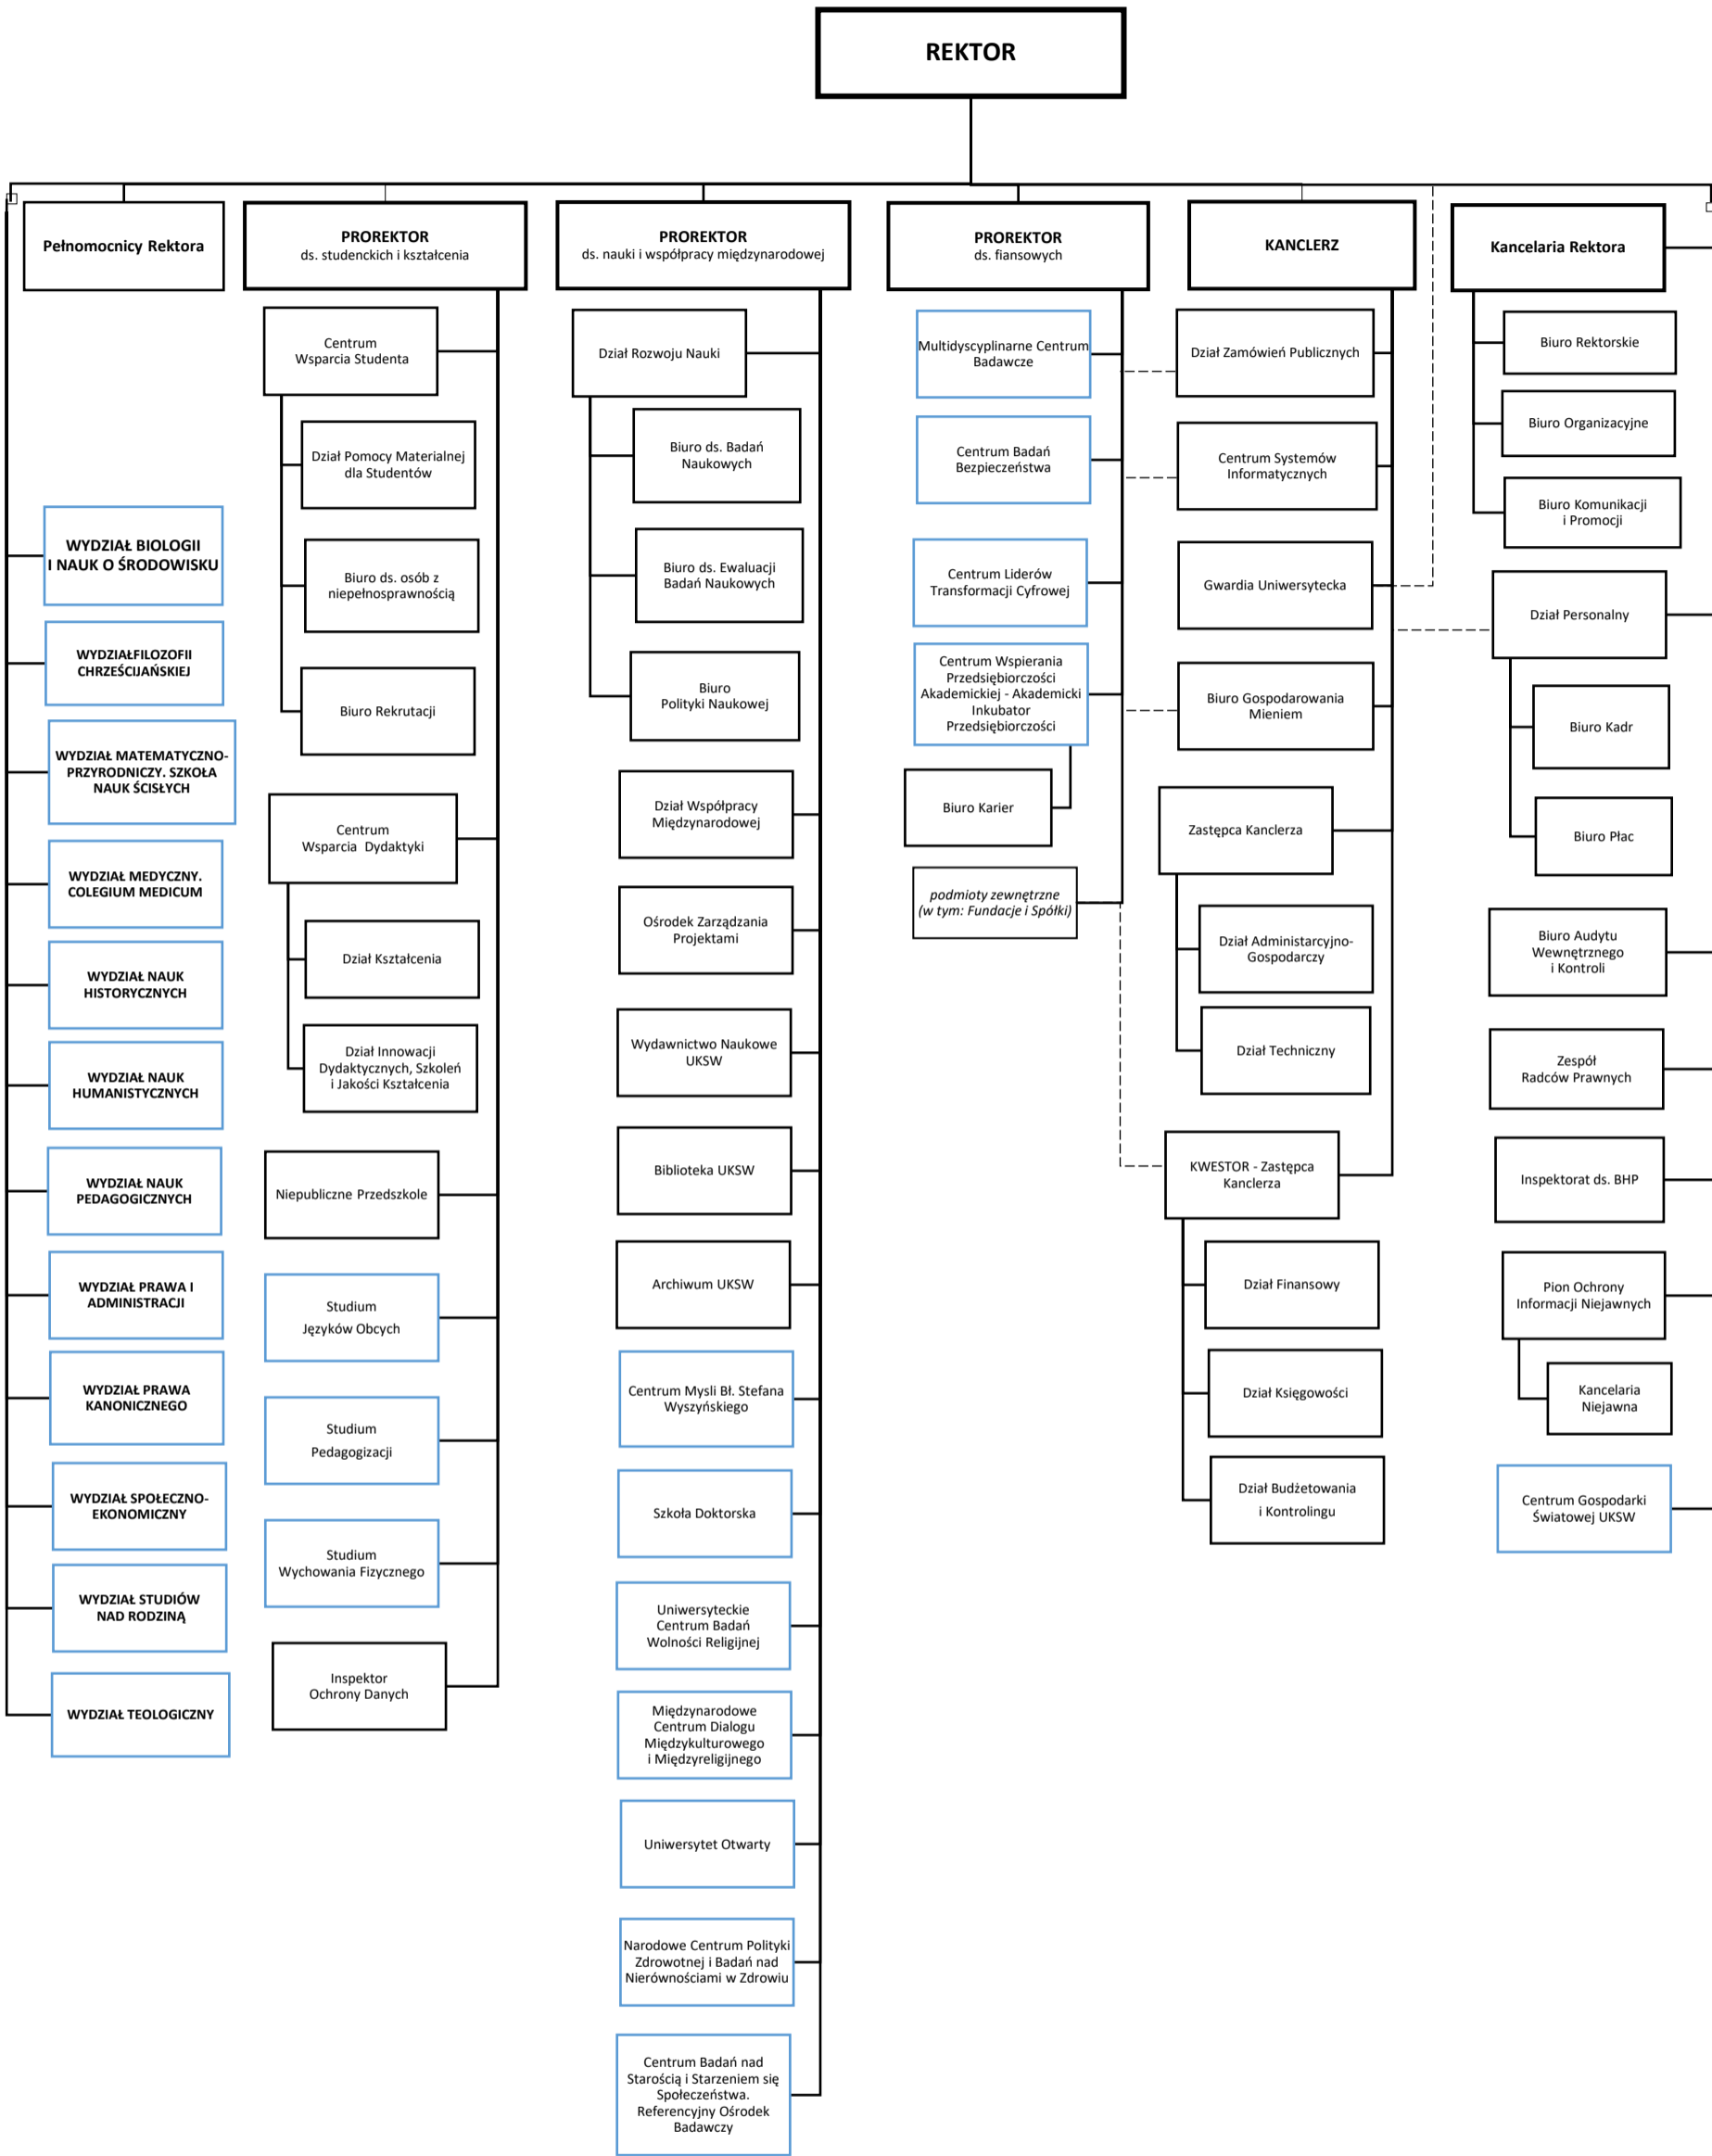 REKTOR
Pełnomocnicy Rektora
PROREKTOR
ds. studenckich i kształcenia
PROREKTOR
ds. nauki i współpracy międzynarodowej
PROREKTOR
ds. fiansowych
KANCLERZ
Kancelaria Rektora
WYDZIAŁ BIOLOGII
I NAUK O ŚRODOWISKU
WYDZIAŁFILOZOFII
CHRZEŚCIJAŃSKIEJ
WYDZIAŁ MATEMATYCZNO-
PRZYRODNICZY. SZKOŁA
NAUK ŚCISŁYCH
WYDZIAŁ MEDYCZNY.
COLEGIUM MEDICUM
WYDZIAŁ NAUK
HISTORYCZNYCH
WYDZIAŁ NAUK
HUMANISTYCZNYCH
WYDZIAŁ NAUK
PEDAGOGICZNYCH
WYDZIAŁ PRAWA I
ADMINISTRACJI
WYDZIAŁ PRAWA
KANONICZNEGO
WYDZIAŁ SPOŁECZNO-
EKONOMICZNY
WYDZIAŁ STUDIÓW
NAD RODZINĄ
WYDZIAŁ TEOLOGICZNY
Centrum
Wsparcia Studenta
Dział Pomocy Materialnej
dla Studentów
Biuro ds. osób z
niepełnosprawnością
Biuro Rekrutacji
Centrum
Wsparcia Dydaktyki
Dział Kształcenia
Dział Innowacji
Dydaktycznych, Szkoleń
i Jakości Kształcenia
Niepubliczne Przedszkole
Studium
Języków Obcych
Studium
Pedagogizacji
Studium
Wychowania Fizycznego
Inspektor
Ochrony Danych
Dział Rozwoju Nauki
Biuro ds. Badań
Naukowych
Biuro ds. Ewaluacji
Badań Naukowych
Biuro
Polityki Naukowej
Dział Współpracy
Międzynarodowej
Ośrodek Zarządzania
Projektami
Wydawnictwo Naukowe
UKSW
Biblioteka UKSW
Archiwum UKSW
Centrum Mysli Bł. Stefana
Wyszyńskiego
Szkoła Doktorska
Uniwersyteckie
Centrum Badań
Wolności Religijnej
Międzynarodowe
Centrum Dialogu
Międzykulturowego
i Międzyreligijnego
Uniwersytet Otwarty
Narodowe Centrum Polityki
Zdrowotnej i Badań nad
Nierównościami w Zdrowiu
Centrum Badań nad
Starością i Starzeniem się
Społeczeństwa.
Referencyjny Ośrodek
Badawczy
Multidyscyplinarne Centrum
Badawcze
Centrum Badań
Bezpieczeństwa
Centrum Liderów
Transformacji Cyfrowej
Centrum Wspierania
Przedsiębiorczości
Akademickiej - Akademicki
Inkubator
Przedsiębiorczości
Biuro Karier
podmioty zewnętrzne
(w tym: Fundacje i Spółki)
Dział Zamówień Publicznych
Centrum Systemów
Informatycznych
Gwardia Uniwersytecka
Biuro Gospodarowania
Mieniem
Zastępca Kanclerza
Dział Administarcyjno-
Gospodarczy
Dział Techniczny
KWESTOR - Zastępca
Kanclerza
Dział Finansowy
Dział Księgowości
Dział Budżetowania
i Kontrolingu
Biuro Rektorskie
Biuro Organizacyjne
Biuro Komunikacji
i Promocji
Dział Personalny
Biuro Kadr
Biuro Płac
Biuro Audytu
Wewnętrznego
i Kontroli
Zespół
Radców Prawnych
Inspektorat ds. BHP
Pion Ochrony
Informacji Niejawnych
Kancelaria
Niejawna
Centrum Gospodarki
Światowej UKSW